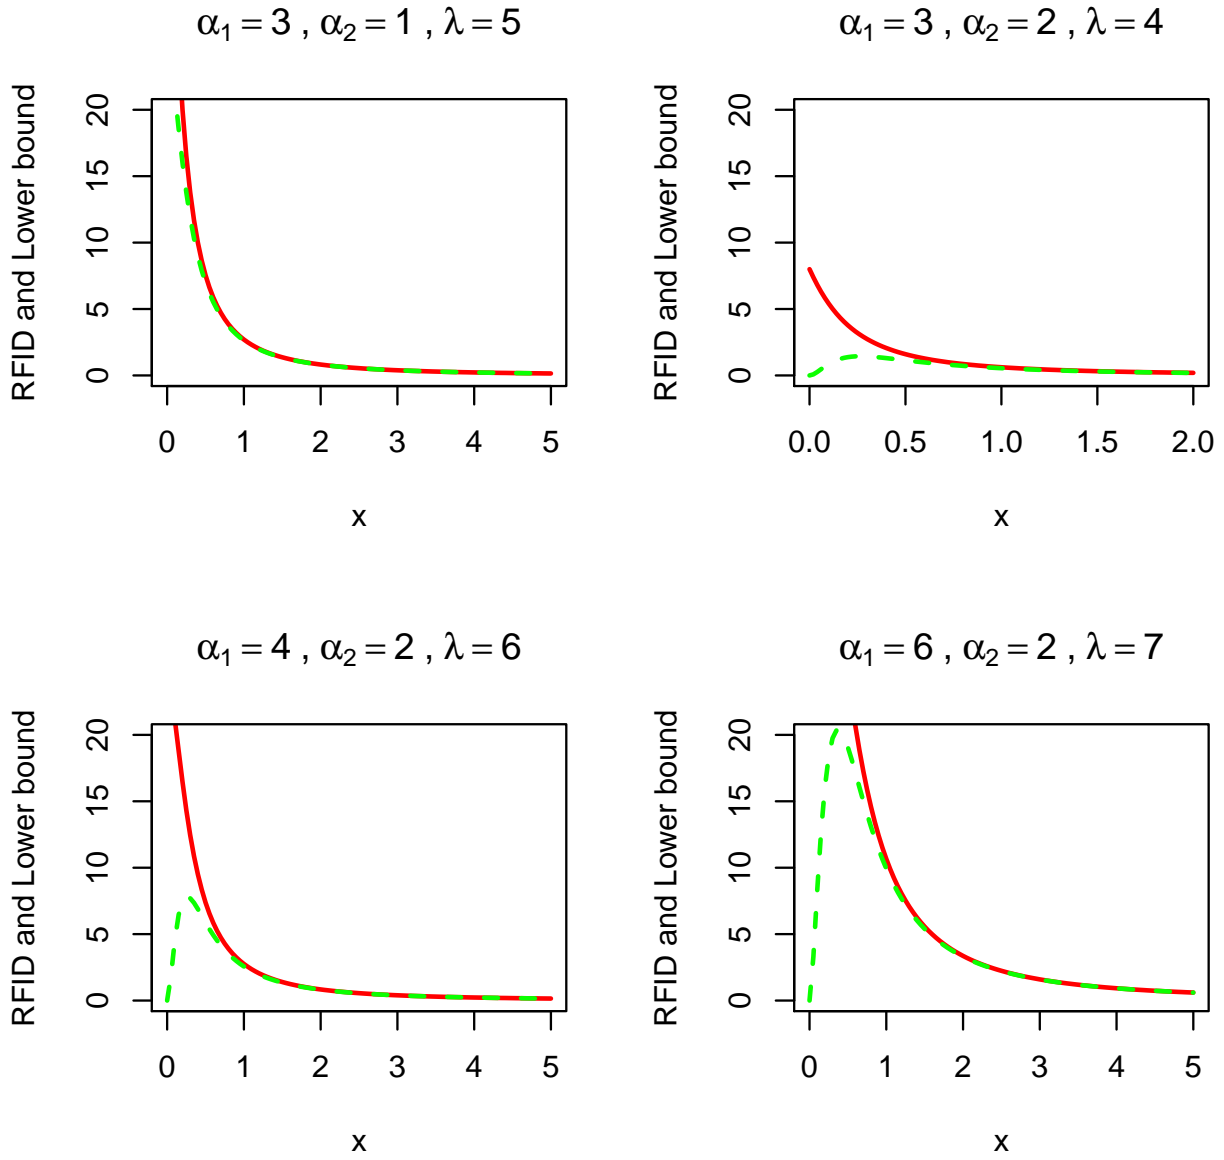 α1 = 3 , α2 = 1 , λ = 5
RFID and Lower bound
20
15
10
5
0
0 1 2 3 4 5
x
α1 = 3 , α2 = 2 , λ = 4
RFID and Lower bound
20
15
10
5
0
0.0 0.5 1.0 1.5 2.0
x
α1 = 4 , α2 = 2 , λ = 6
RFID and Lower bound
20
15
10
5
0
0 1 2 3 4 5
x
α1 = 6 , α2 = 2 , λ = 7
RFID and Lower bound
20
15
10
5
0
0 1 2 3 4 5
x